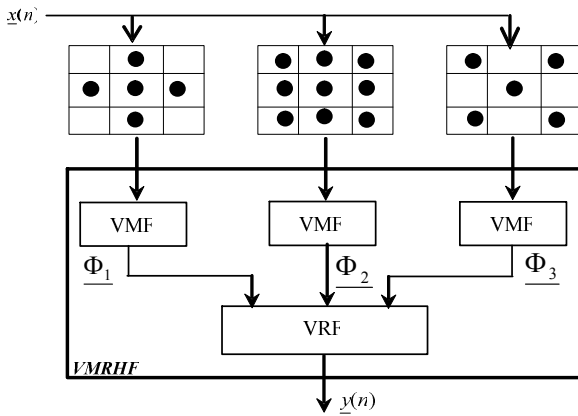 x(n)
VMF
VMF
VMF
Φ1
Φ2
Φ3
VRF
VMRHF
y(n)